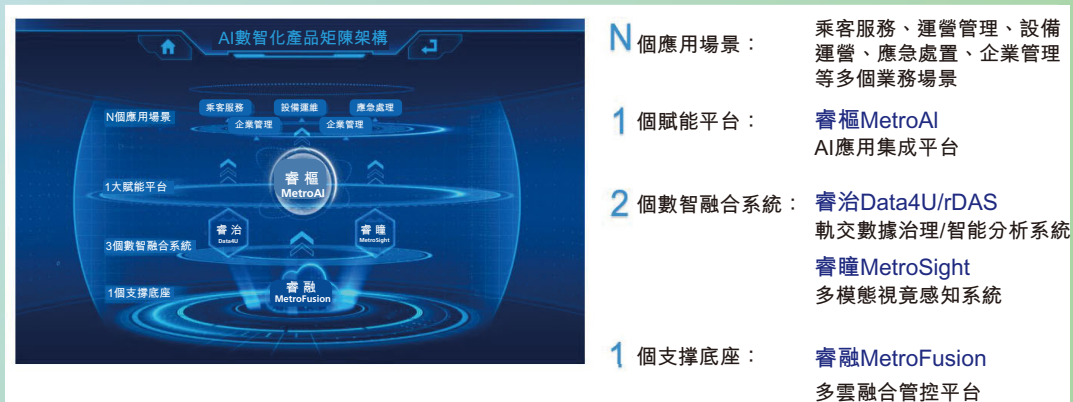 AI數智化產品矩陣架構
N個應用場景
乘客服務
設備運維
應急處理
企業管理
企業管理
1大賦能平台
睿樞
MetroAI
睿治
Data4U
睿瞳
MetroSight
3個數智融合系統
1個支撐底座
睿融
MetroFusion
N個應用場景：
乘客服務、運營管理、設備
運營、應急處置、企業管理
等多個業務場景
1個賦能平台：
睿樞MetroAI
AI應用集成平台
2個數智融合系統：
睿治Data4U/rDAS
軌交數據治理/智能分析系統
睿瞳MetroSight
多模態視竟感知系統
1個支撐底座：
睿融MetroFusion
多雲融合管控平台